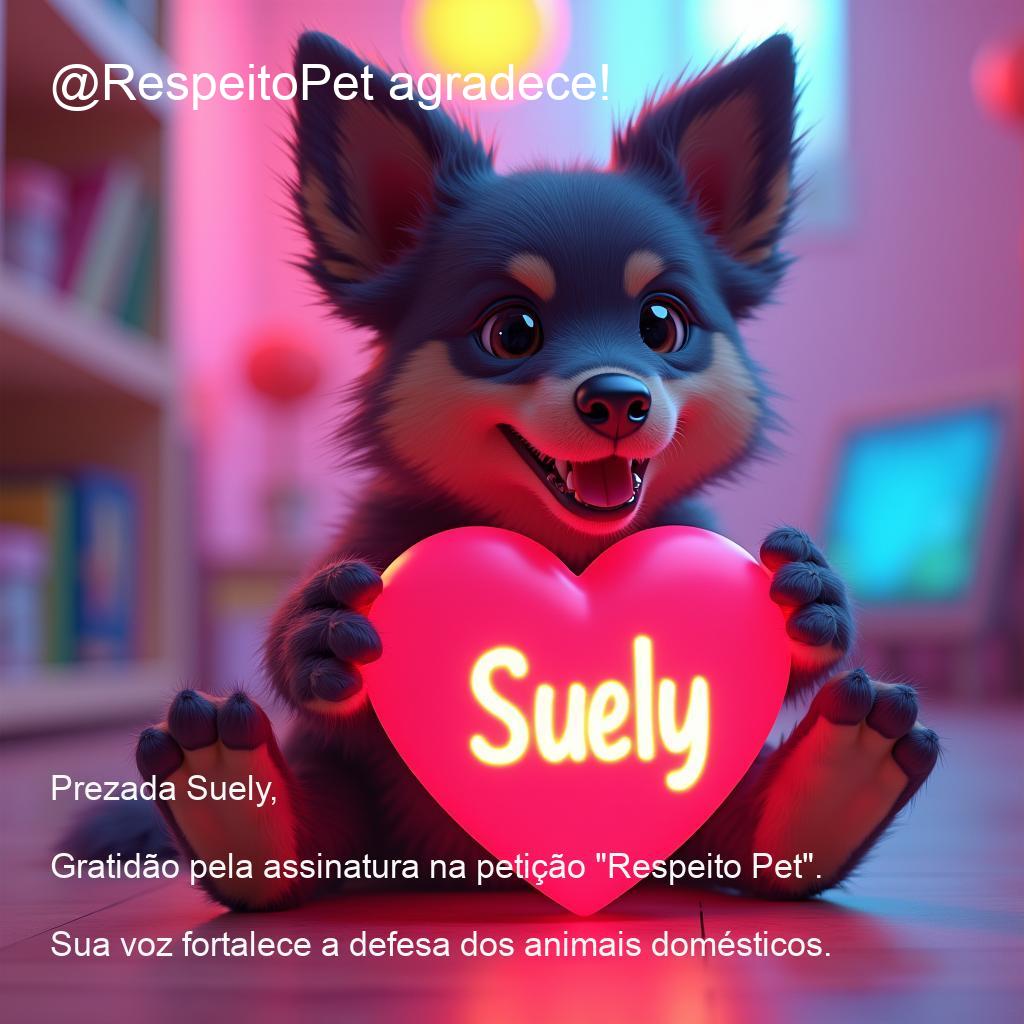 @RespeitoPet agradece!
Suely
Prezada Suely,
Gratidão pela assinatura na petição "Respeito Pet".
Sua voz fortalece a defesa dos animais domésticos.